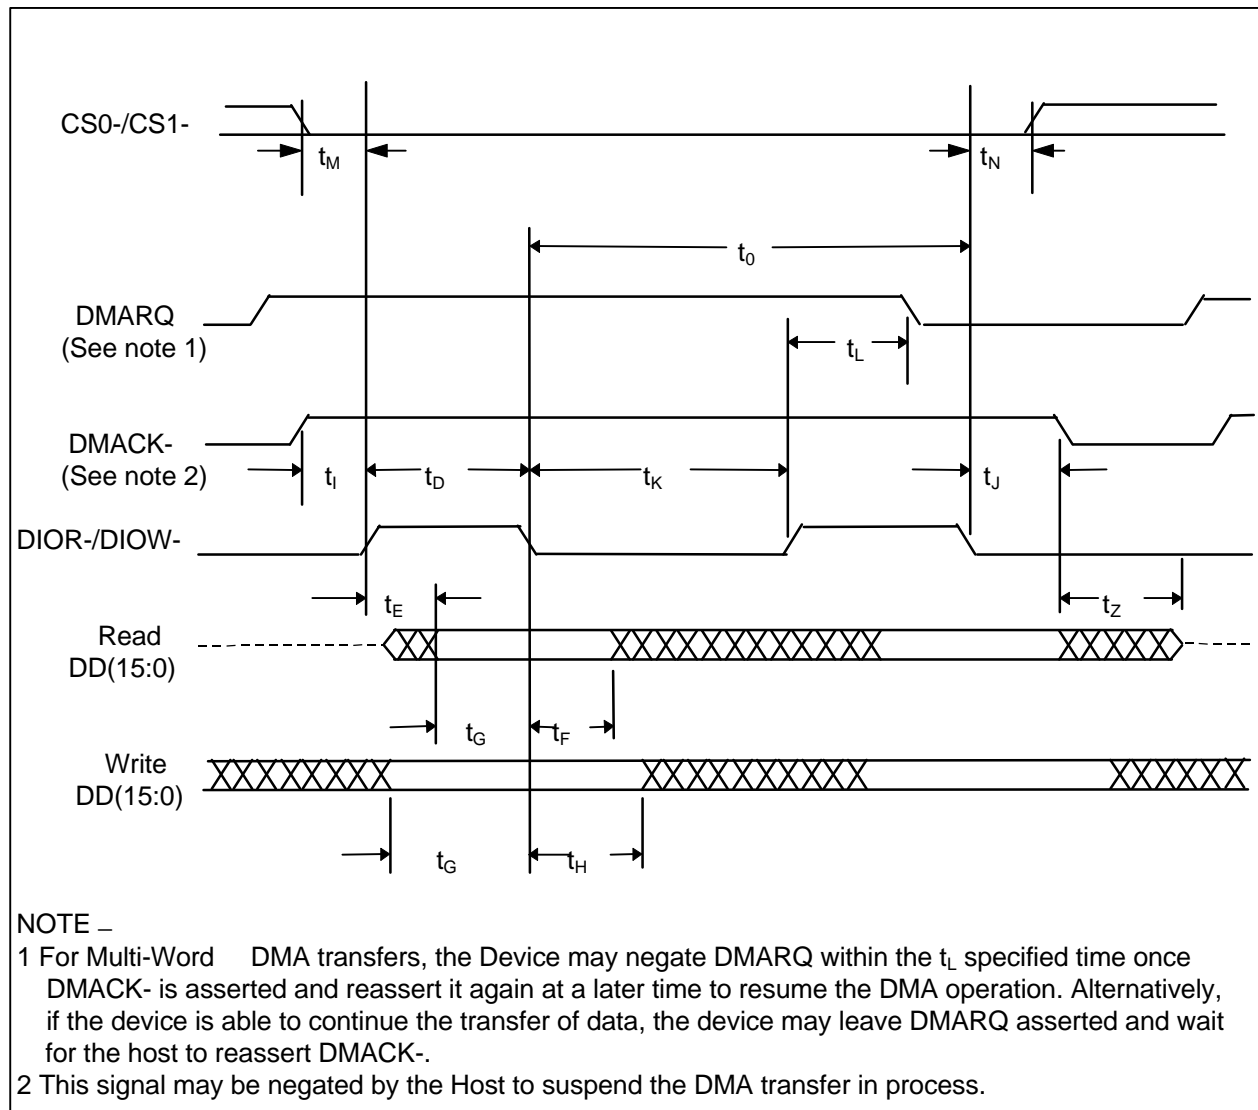 CS0-/CS1-
tM
tN
t0
DMARQ
(See note 1)
tL
DMACK-
(See note 2)
tI
tD
tK
tJ
DIOR-/DIOW-
tE
tZ
Read
DD(15:0)
tG
tF
Write
DD(15:0)
tG
tH
NOTE –
1 For Multi-Word DMA transfers, the Device may negate DMARQ within the tL specified time once
DMACK- is asserted and reassert it again at a later time to resume the DMA operation. Alternatively,
if the device is able to continue the transfer of data, the device may leave DMARQ asserted and wait
for the host to reassert DMACK-.
2 This signal may be negated by the Host to suspend the DMA transfer in process.